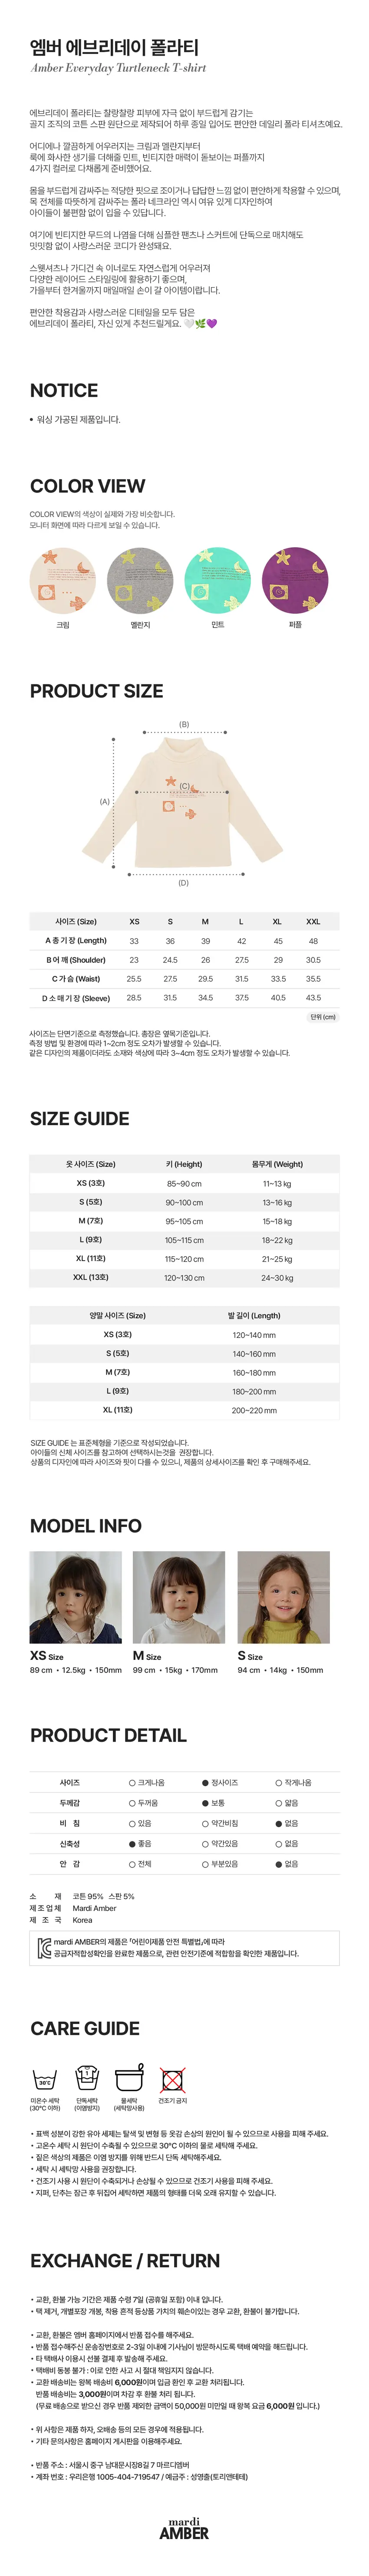 엠버 에브리데이 폴라티
Amber Everyday Turtleneck T-shirt
에브리데이 폴라티는 찰랑찰랑 피부에 자극 없이 부드럽게 감기는
골지 조직의 코튼 스판 원단으로 제작되어 하루 종일 입어도 편안한 데일리 폴라 티셔츠예요.
어디에나 깔끔하게 어우러지는 크림과 멜란지부터
룩에 화사한 생기를 더해줄 민트, 빈티지한 매력이 돋보이는 퍼플까지
4가지 컬러로 다채롭게 준비했어요.
몸을 부드럽게 감싸주는 적당한 핏으로 조이거나 답답한 느낌 없이 편안하게 착용할 수 있으며,
목 전체를 따뜻하게 감싸주는 폴라 네크라인 역시 여유 있게 디자인하여
아이들이 불편함 없이 입을 수 있답니다.
여기에 빈티지한 무드의 나염을 더해 심플한 팬츠나 스커트에 단독으로 매치해도
밋밋함 없이 사랑스러운 코디가 완성돼요.
스웻셔츠나 가디건 속 이너로도 자연스럽게 어우러져
다양한 레이어드 스타일링에 활용하기 좋으며,
가을부터 한겨울까지 매일매일 손이 갈 아이템이랍니다.
편안한 착용감과 사랑스러운 디테일을 모두 담은
에브리데이 폴라티, 자신 있게 추천드릴게요. 🤍🌿💜
NOTICE
• 워싱 가공된 제품입니다.
COLOR VIEW
COLOR VIEW의 색상이 실제와 가장 비슷합니다.
모니터 화면에 따라 다르게 보일 수 있습니다.
크림 멜란지 민트 퍼플
PRODUCT SIZE
(B)
(C)
(A)
(D)
사이즈 (Size) XS S M L XL XXL
A 총 기 장 (Length) 33 36 39 42 45 48
B 어 깨 (Shoulder) 23 24.5 26 27.5 29 30.5
C 가 슴 (Waist) 25.5 27.5 29.5 31.5 33.5 35.5
D 소 매 기 장 (Sleeve) 28.5 31.5 34.5 37.5 40.5 43.5
단위 (cm)
사이즈는 단면기준으로 측정했습니다. 총장은 옆목기준입니다.
측정 방법 및 환경에 따라 1~2cm 정도 오차가 발생할 수 있습니다.
같은 디자인의 제품이더라도 소재와 색상에 따라 3~4cm 정도 오차가 발생할 수 있습니다.
SIZE GUIDE
옷 사이즈 (Size) 키 (Height) 몸무게 (Weight)
XS (3호) 85~90 cm 11~13 kg
S (5호) 90~100 cm 13~16 kg
M (7호) 95~105 cm 15~18 kg
L (9호) 105~115 cm 18~22 kg
XL (11호) 115~120 cm 21~25 kg
XXL (13호) 120~130 cm 24~30 kg
양말 사이즈 (Size) 발 길이 (Length)
XS (3호) 120~140 mm
S (5호) 140~160 mm
M (7호) 160~180 mm
L (9호) 180~200 mm
XL (11호) 200~220 mm
SIZE GUIDE 는 표준체형을 기준으로 작성되었습니다.
아이들의 신체 사이즈를 참고하여 선택하시는것을 권장합니다.
상품의 디자인에 따라 사이즈와 핏이 다를 수 있으니, 제품의 상세사이즈를 확인 후 구매해주세요.
MODEL INFO
XS Size M Size S Size
89 cm • 12.5kg • 150mm 99 cm • 15kg • 170mm 94 cm • 14kg • 150mm
PRODUCT DETAIL
사이즈 ○ 크게나옴 ● 정사이즈 ○ 작게나옴
두께감 ○ 두꺼움 ● 보통 ○ 얇음
비 침 ○ 있음 ○ 약간비침 ● 없음
신축성 ● 좋음 ○ 약간있음 ○ 없음
안 감 ○ 전체 ○ 부분있음 ● 없음
소 재 코튼 95% 스판 5%
제조업체 Mardi Amber
제 조 국 Korea
mardi AMBER의 제품은 「어린이제품 안전 특별법」에 따라
공급자적합성확인을 완료한 제품으로, 관련 안전기준에 적합함을 확인한 제품입니다.
CARE GUIDE
30℃
1
미온수 세탁 단독세탁 물세탁 건조기 금지
(30℃ 이하) (이염방지) (세탁망사용)
• 표백 성분이 강한 유아 세제는 탈색 및 변형 등 옷감 손상의 원인이 될 수 있으므로 사용을 피해 주세요.
• 고온수 세탁 시 원단이 수축될 수 있으므로 30℃ 이하의 물로 세탁해 주세요.
• 짙은 색상의 제품은 이염 방지를 위해 반드시 단독 세탁해주세요.
• 세탁 시 세탁망 사용을 권장합니다.
• 건조기 사용 시 원단이 수축되거나 손상될 수 있으므로 건조기 사용을 피해 주세요.
• 지퍼, 단추는 잠근 후 뒤집어 세탁하면 제품의 형태를 더욱 오래 유지할 수 있습니다.
EXCHANGE / RETURN
• 교환, 환불 가능 기간은 제품 수령 7일 (공휴일 포함) 이내 입니다.
• 택 제거, 개별포장 개봉, 착용 흔적 등상품 가치의 훼손이있는 경우 교환, 환불이 불가합니다.
• 교환, 환불은 엠버 홈페이지에서 반품 접수를 해주세요.
• 반품 접수해주신 운송장번호로 2-3일 이내에 기사님이 방문하시도록 택배 예약을 해드립니다.
• 타 택배사 이용시 선불 결제 후 발송해 주세요.
• 택배비 동봉 불가 : 이로 인한 사고 시 절대 책임지지 않습니다.
• 교환 배송비는 왕복 배송비 6,000원이며 입금 환인 후 교환 처리됩니다.
반품 배송비는 3,000원이며 차감 후 환불 처리 됩니다.
(무료 배송으로 받으신 경우 반품 제외한 금액이 50,000원 미만일 때 왕복 요금 6,000원 입니다.)
• 위 사항은 제품 하자, 오배송 등의 모든 경우에 적용됩니다.
• 기타 문의사항은 홈페이지 게시판을 이용해주세요.
• 반품 주소 : 서울시 중구 남대문시장8길 7 마르디엠버
• 계좌 번호 : 우리은행 1005-404-719547 / 예금주 : 성영출(토리앤테테)
mardi
AMBER